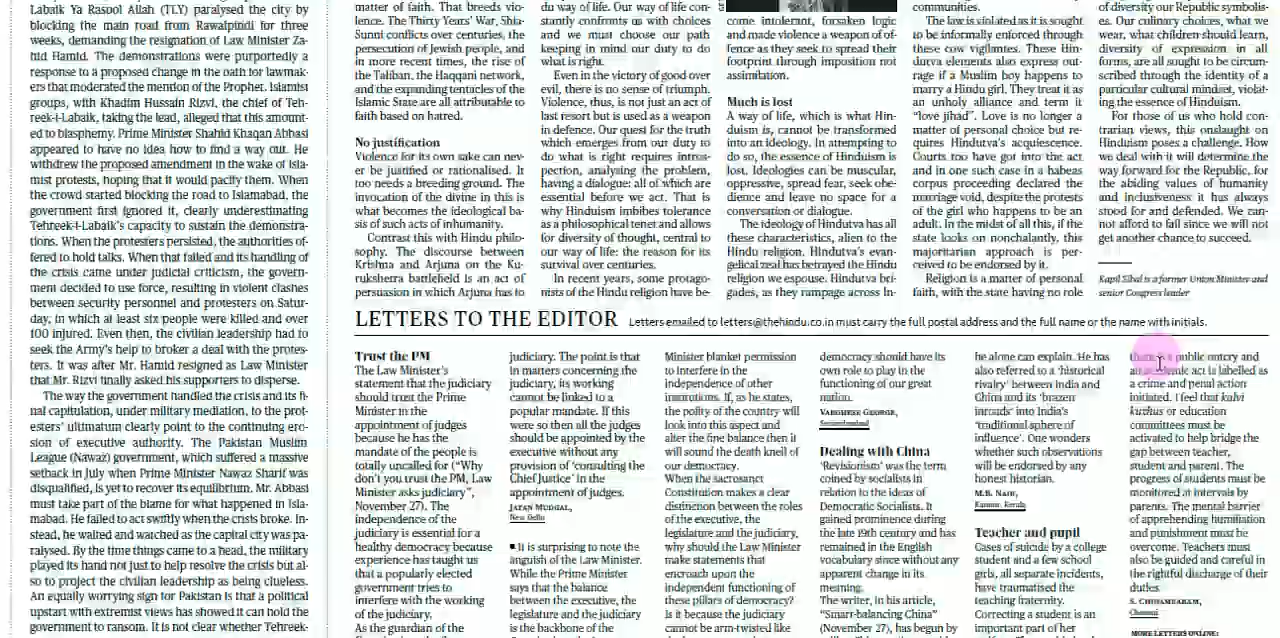 Labaik Ya Rasool Allah (TLY) paralysed the city by
blocking the main road from Rawalpindi for three
weeks, demanding the resignation of Law Minister Za-
hid Hamid. The demonstrations were purportedly a
response to a proposed change in the oath for lawmak-
ers that moderated the mention of the Prophet. Islamist
groups, with Khadim Hussain Rizvi, the chief of Teh-
reek-i-Labaik, taking the lead, alleged that this amount-
ed to blasphemy. Prime Minister Shahid Khaqan Abbasi
appeared to have no idea how to find a way out. He
withdrew the proposed amendment in the wake of Isla-
mist protests, hoping that it would pacify them. When
the crowd started blocking the road to Islamabad, the
government first ignored it, clearly underestimating
Tehreek-i-Labaik's capacity to sustain the demonstra-
tions. When the protesters persisted, the authorities of-
fered to hold talks. When that failed and its handling of
the crisis came under judicial criticism, the govern-
ment decided to use force, resulting in violent clashes
between security personnel and protesters on Satur-
day, in which at least six people were killed and over
100 injured. Even then, the civilian leadership had to
seek the Army's help to broker a deal with the protes-
ters. It was after Mr. Hamid resigned as Law Minister
that Mr. Rizvi finally asked his supporters to disperse.
The way the government handled the crisis and its fi-
nal capitulation, under military mediation, to the prot-
esters' ultimatum clearly point to the continuing ero-
sion of executive authority. The Pakistan Muslim
League (Nawaz) government, which suffered a massive
setback in July when Prime Minister Nawaz Sharif was
disqualified, is yet to recover its equilibrium. Mr. Abbasi
must take part of the blame for what happened in Isla-
mabad. He failed to act swiftly when the crisis broke. In-
stead, he waited and watched as the capital city was pa-
ralysed. By the time things came to a head, the military
played its hand not just to help resolve the crisis but al-
so to project the civilian leadership as being clueless.
An equally worrying sign for Pakistan is that a political
upstart with extremist views has showed it can hold the
government to ransom. It is not clear whether Tehreek-
matter of faith. That breeds vio-
lence. The Thirty Years' War, Shia-
Sunni conflicts over centuries, the
persecution of Jewish people, and
in more recent times, the rise of
the Taliban, the Haqqani network,
and the expanding tentacles of the
Islamic State are all attributable to
faith based on hatred.
No justification
Violence for its own sake can nev-
er be justified or rationalised. It
too needs a breeding ground. The
invocation of the divine in this is
what becomes the ideological ba-
sis of such acts of inhumanity.
Contrast this with Hindu philo-
sophy. The discourse between
Krishna and Arjuna on the Ku-
rukshetra battlefield is an act of
persuasion in which Arjun has to
du way of life. Our way of life con-
stantly confronts us with choices
and we must choose our path
keeping in mind our duty to do
what is right.
Even in the victory of good over
evil, there is no sense of triumph.
Violence, thus, is not just an act of
last resort but is used as a weapon
in defence. Our quest for the truth
which emerges from our duty to
do what is right requires intros-
pection, analysing the problem,
having a dialogue: all of which are
essential before we act. That is
why Hinduism imbibes tolerance
as a philosophical tenet and allows
for diversity of thought, central to
our way of life: the reason for its
survival over centuries.
In recent years, some protago-
nists of the Hindu religion have be-
come intolerant, forsaken logic
and made violence a weapon of of-
fence as they seek to spread their
footprint through imposition not
assimilation.
Much is lost
A way of life, which is what Hin-
duism is, cannot be transformed
into an ideology. In attempting to
do so, the essence of Hinduism is
lost. Ideologies can be muscular,
oppressive, spread fear, seek obe-
dience and leave no space for a
conversation or dialogue.
The ideology of Hindutva has all
these characteristics, alien to the
Hindu religion. Hindutva's evan-
gelical zeal has betrayed the Hindu
religion we espouse. Hindutva bri-
gades, as they rampage across In-
communities.
The law is violated as it is sought
to be informally enforced through
these cow vigilantes. These Hin-
dutva elements also express out-
rage if a Muslim boy happens to
marry a Hindu girl. They treat it as
an unholy alliance and term it
"love jihad". Love is no longer a
matter of personal choice but re-
quires Hindutva's acquiescence.
Courts too have got into the act
and in one such case in a habeas
corpus proceeding declared the
marriage void, despite the protests
of the girl who happens to be an
adult. In the midst of all this, if the
state looks on nonchalantly, this
majoritarian approach is per-
ceived to be endorsed by it.
Religion is a matter of personal
faith, with the state having no role
of diversity our Republic symbolis-
es. Our culinary choices, what we
wear, what children should learn,
diversity of expression in all
forms, are all sought to be circum-
scribed through the identity of a
particular cultural mindset, violat-
ing the essence of Hinduism.
For those of us who hold con-
trarian views, this onslaught on
Hinduism poses a challenge. How
we deal with it will determine the
way forward for the Republic, for
the abiding values of humanity
and inclusiveness it has always
stood for and defended. We can-
not afford to fail since we will not
get another chance to succeed.
Kapil Sibal is a former Union Minister and
senior Congress leader
LETTERS TO THE EDITOR Letters emailed to letters@thehindu.co.in must carry the full postal address and the full name or the name with initials.
Trust the PM
The Law Minister's
statement that the judiciary
should trust the Prime
Minister in the
appointment of judges
because he has the
mandate of the people is
totally uncalled for ("Why
don't you trust the PM, Law
Minister asks judiciary",
November 27). The
independence of the
judiciary is essential for a
healthy democracy because
experience has taught us
that a popularly elected
government tries to
interfere with the working
of the judiciary.
As the guardian of the
judiciary. The point is that
in matters concerning the
judiciary, its working
cannot be linked to a
popular mandate. If this
were so then all the judges
should be appointed by the
executive without any
provision of 'consulting the
Chief Justice' in the
appointment of judges.
JATAN MUDGAL,
New Delhi
■ It is surprising to note the
anguish of the Law Minister.
While the Prime Minister
says that the balance
between the executive, the
legislature and the judiciary
is the backbone of the
Minister blanket permission
to interfere in the
independence of other
institutions. If, as he states,
the polity of the country will
look into this aspect and
alter the fine balance then it
will sound the death knell of
our democracy.
When the sacrosanct
Constitution makes a clear
distinction between the roles
of the executive, the
legislature and the judiciary,
why should the Law Minister
make statements that
encroach upon the
independent functioning of
these pillars of democracy?
Is it because the judiciary
cannot be arm-twisted like
democracy should have its
own role to play in the
functioning of our great
nation.
VARGHESE GEORGE,
Secunderabad
Dealing with China
'Revisionism' was the term
coined by socialists in
relation to the ideas of
Democratic Socialists. It
gained prominence during
the late 19th century and has
remained in the English
vocabulary since without any
apparent change in its
meaning.
The writer, in his article,
"Smart-balancing China"
(November 27), has begun by
he alone can explain. He has
also referred to a 'historical
rivalry' between India and
China and its 'brazen
inroads' into India's
'traditional sphere of
influence'. One wonders
whether such observations
will be endorsed by any
honest historian.
M.B. NAIR,
Kannur, Kerala
Teacher and pupil
Cases of suicide by a college
student and a few school
girls, all separate incidents,
have traumatised the
teaching fraternity.
Correcting a student is an
important part of her
public outcry and
act is labelled as
a crime and penal action
initiated. I feel that kalvi
kuzhus or education
committees must be
activated to help bridge the
gap between teacher,
student and parent. The
progress of students must be
monitored at intervals by
parents. The mental barrier
of apprehending humiliation
and punishment must be
overcome. Teachers must
also be guided and careful in
the rightful discharge of their
duties.
S. CHIDAMBARAM,
Chennai
MORE LETTERS ONLINE: